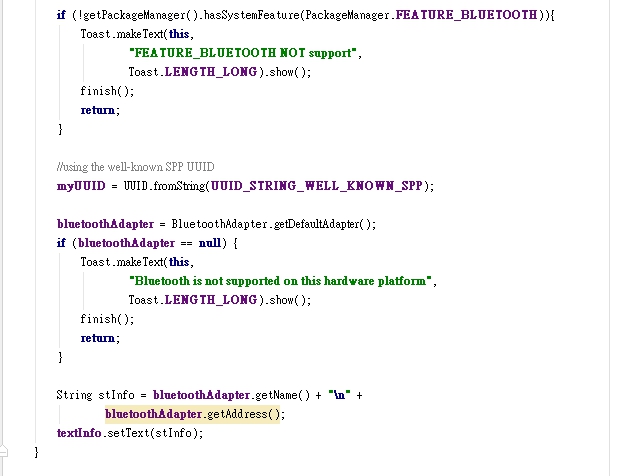 if (!getPackageManager().hasSystemFeature(PackageManager.FEATURE_BLUETOOTH)){
Toast.makeText(this,
"FEATURE_BLUETOOTH NOT support",
Toast.LENGTH_LONG).show();
finish();
return;
}
//using the well-known SPP UUID
myUUID = UUID.fromString(UUID_STRING_WELL_KNOWN_SPP);
bluetoothAdapter = BluetoothAdapter.getDefaultAdapter();
if (bluetoothAdapter == null) {
Toast.makeText(this,
"Bluetooth is not supported on this hardware platform",
Toast.LENGTH_LONG).show();
finish();
return;
}
String stInfo = bluetoothAdapter.getName() + "\n" +
bluetoothAdapter.getAddress();
textInfo.setText(stInfo);
}